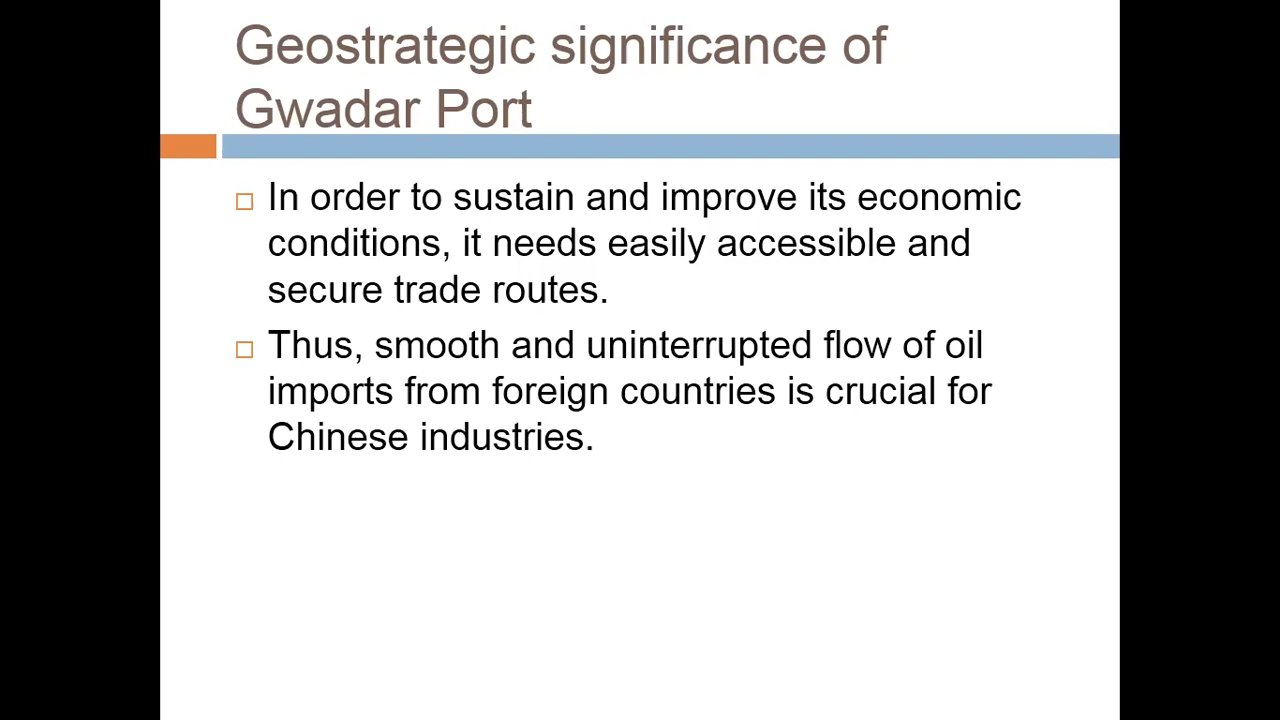 Geostrategic significance of
Gwadar Port
In order to sustain and improve its economic
conditions, it needs easily accessible and
secure trade routes.
Thus, smooth and uninterrupted flow of oil
imports from foreign countries is crucial for
Chinese industries.